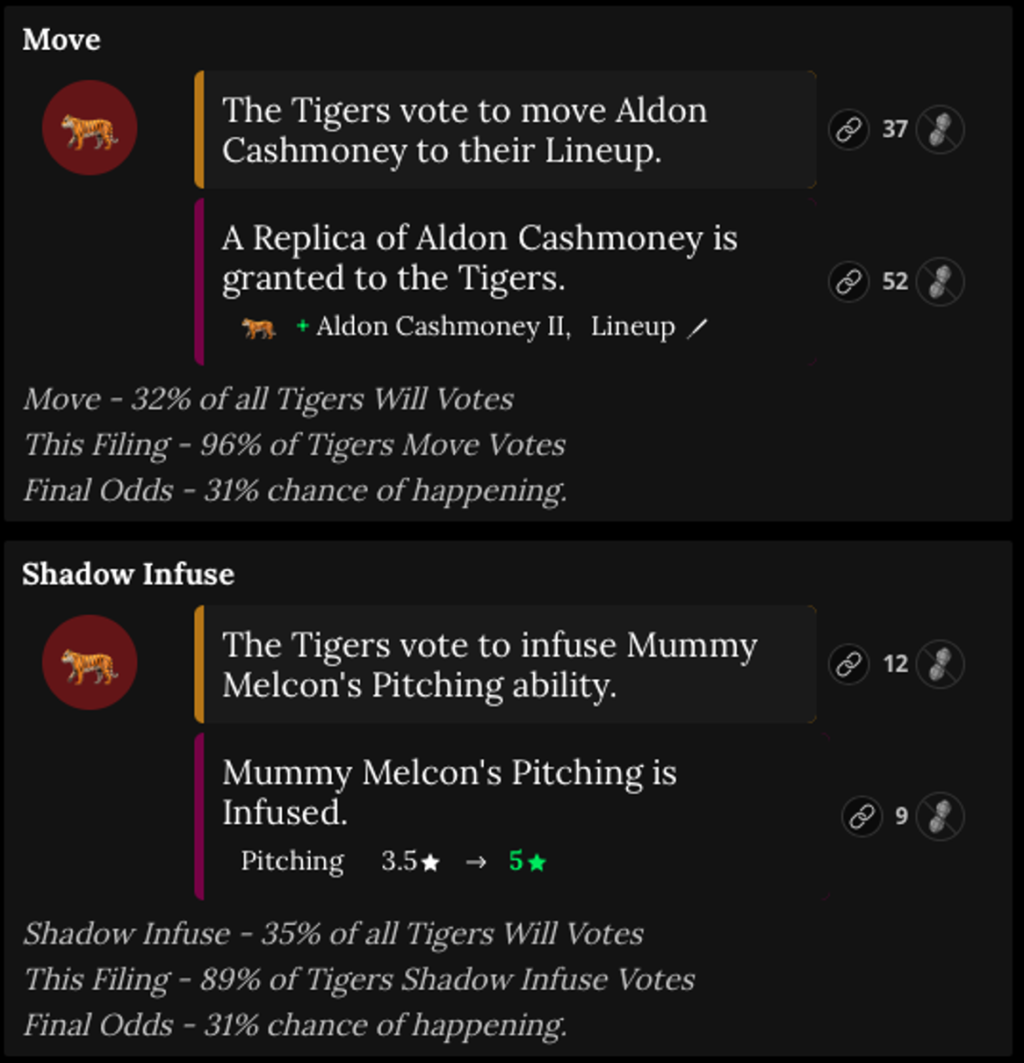 Move
The Tigers vote to move Aldon
Cashmoney to their Lineup.
37
A Replica of Aldon Cashmoney is
granted to the Tigers.
+ Aldon Cashmoney II, Lineup
52
Move - 32% of all Tigers Will Votes
This Filing - 96% of Tigers Move Votes
Final Odds - 31% chance of happening.
Shadow Infuse
The Tigers vote to infuse Mummy
Melcon's Pitching ability.
12
Mummy Melcon's Pitching is
Infused.
9
Pitching 3.5★ → 5★
Shadow Infuse - 35% of all Tigers Will Votes
This Filing - 89% of Tigers Shadow Infuse Votes
Final Odds - 31% chance of happening.